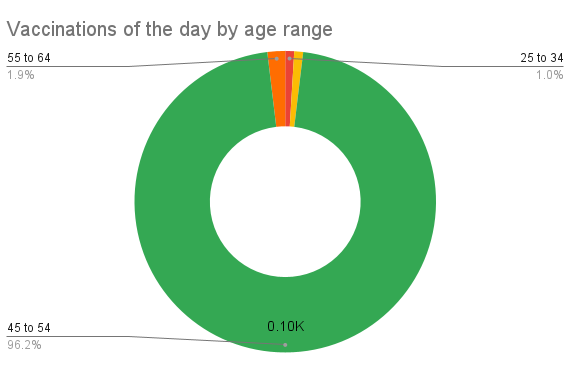 Vaccinations of the day by age range
55 to 64
1.9%
25 to 34
1.0%
0.10K
45 to 54
96.2%